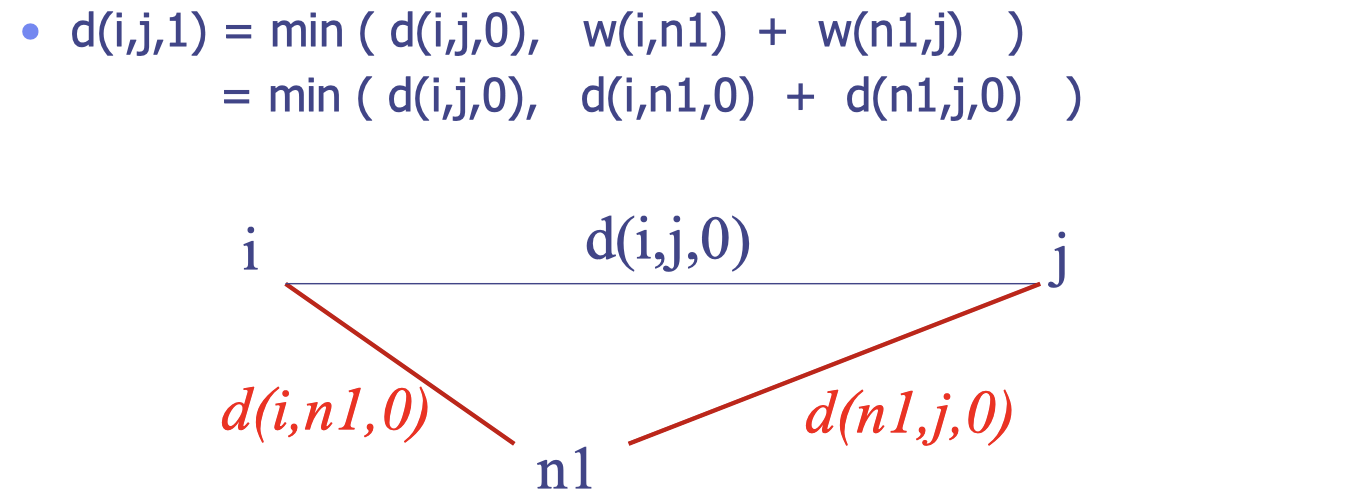 • d(i,j,1) = min ( d(i,j,0), w(i,n1) + w(n1,j) )
= min ( d(i,j,0), d(i,n1,0) + d(n1,j,0) )
d(i,j,0)
i
j
d(i,n1,0)
d(n1,j,0)
n1